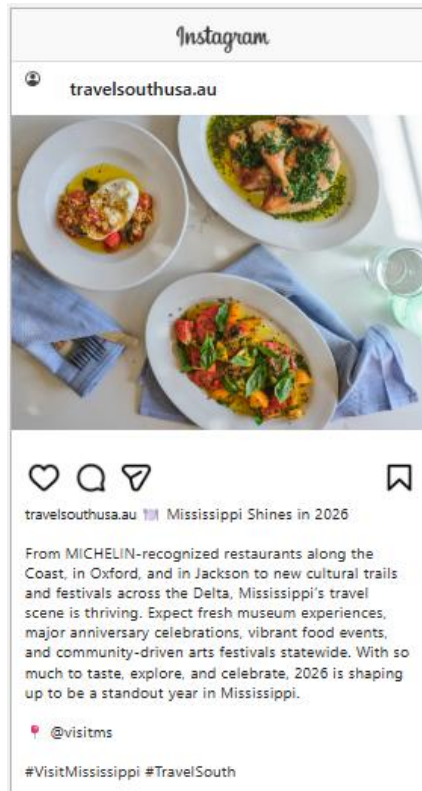 Instagram
travelsouthusa.au
travelsouthusa.au 🍽️ Mississippi Shines in 2026
From MICHELIN-recognized restaurants along the
Coast, in Oxford, and in Jackson to new cultural trails
and festivals across the Delta, Mississippi's travel
scene is thriving. Expect fresh museum experiences,
major anniversary celebrations, vibrant food events,
and community-driven arts festivals statewide. With so
much to taste, explore, and celebrate, 2026 is shaping
up to be a standout year in Mississippi.
📍 @visitms
#VisitMississippi #TravelSouth